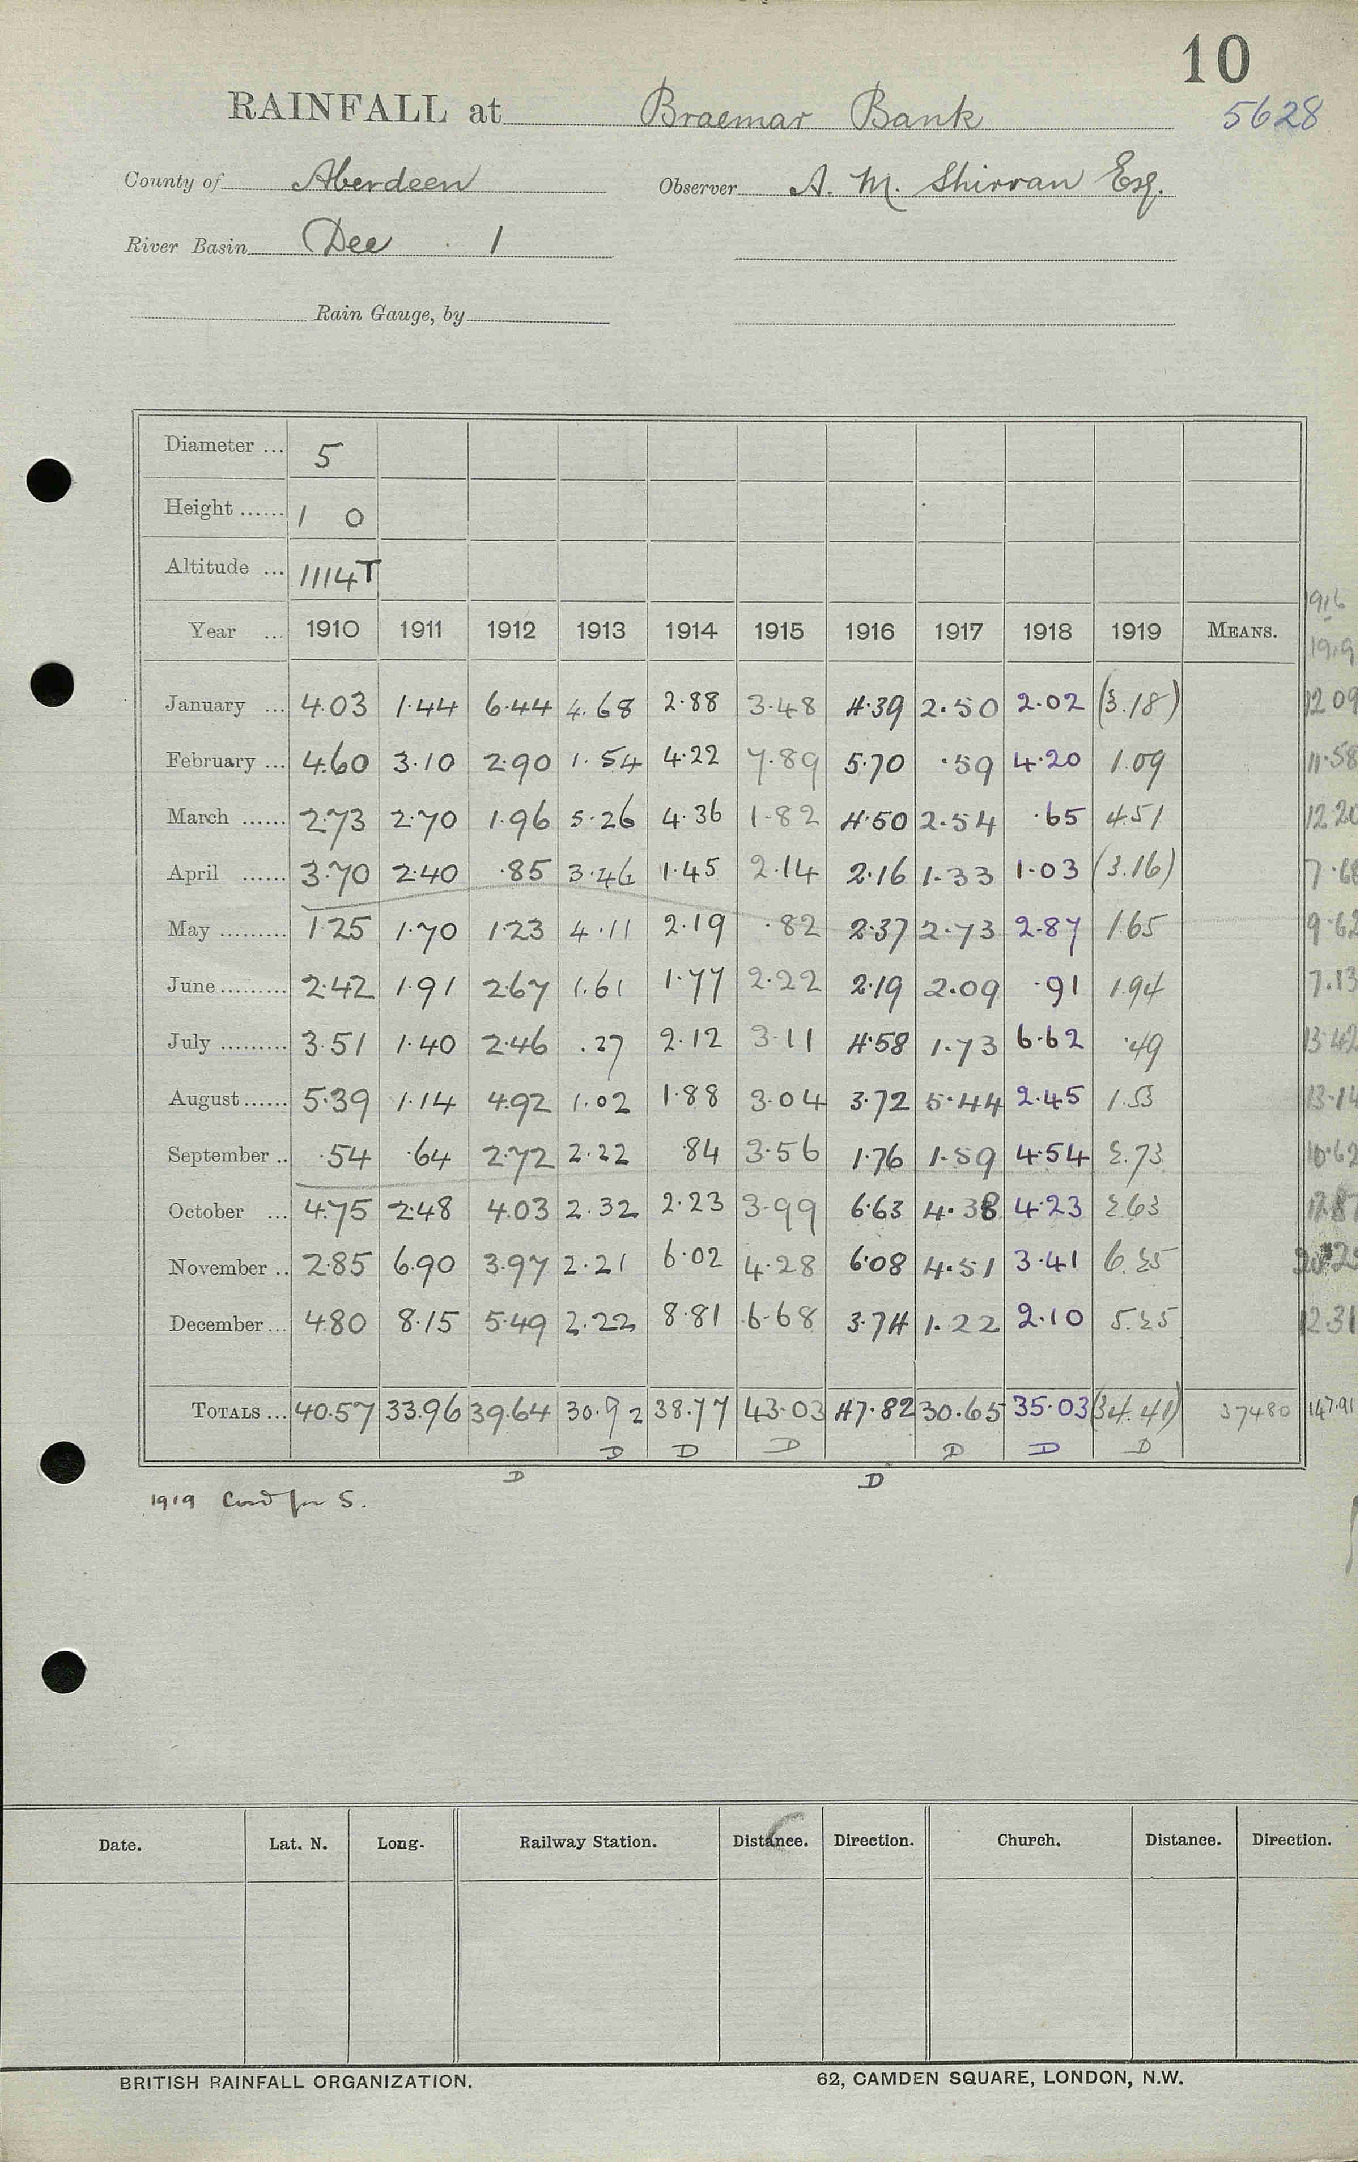 10
RAINFALL at Braemar Bank 5628
County of Aberdeen Observer A. M. Shirran Esq.
River Basin Dee 1
Rain Gauge, by
Diameter ... 5
Height ...... 1 0
Altitude ... 1114T
1916
Year ... 1910 1911 1912 1913 1914 1915 1916 1917 1918 1919 MEANS. 1919
January ... 4.03 1.44 6.44 4.68 2.88 3.48 4.39 2.50 2.02 (3.18) 12.09
February ... 4.60 3.10 2.90 1.54 4.22 7.89 5.70 .59 4.20 1.09 11.58
March ...... 2.73 2.70 1.96 5.26 4.36 1.82 4.50 2.54 .65 4.51 12.20
April ...... 3.70 2.40 .85 3.46 1.45 2.14 2.16 1.33 1.03 (3.16) 7.68
May ......... 1.25 1.70 1.23 4.11 2.19 .82 2.37 2.73 2.87 1.65 9.62
June ......... 2.42 1.91 2.67 1.61 1.77 2.22 2.19 2.09 .91 1.94 7.13
July ......... 3.51 1.40 2.46 .27 2.12 3.11 4.58 1.73 6.62 .49 13.42
August ...... 5.39 1.14 4.92 1.02 1.88 3.04 3.72 5.44 2.45 1.53 13.14
September .. .54 .64 2.72 2.22 .84 3.56 1.76 1.59 4.54 2.73 10.62
October ... 4.75 2.48 4.03 2.32 2.23 3.99 6.63 4.38 4.23 2.63 17.87
November .. 2.85 6.90 3.97 2.21 6.02 4.28 6.08 4.51 3.41 6.25 20.25
December ... 4.80 8.15 5.49 2.22 8.81 6.68 3.74 1.22 2.10 5.25 12.31
TOTALS ... 40.57 33.96 39.64 30.92 38.77 43.03 47.82 30.65 35.03 (34.41) 37480 147.91
D D D D D D
D D
1919 Card for S.
Date. Lat. N. Long. Railway Station. Distance. Direction. Church. Distance. Direction.
BRITISH RAINFALL ORGANIZATION. 62, CAMDEN SQUARE, LONDON, N.W.